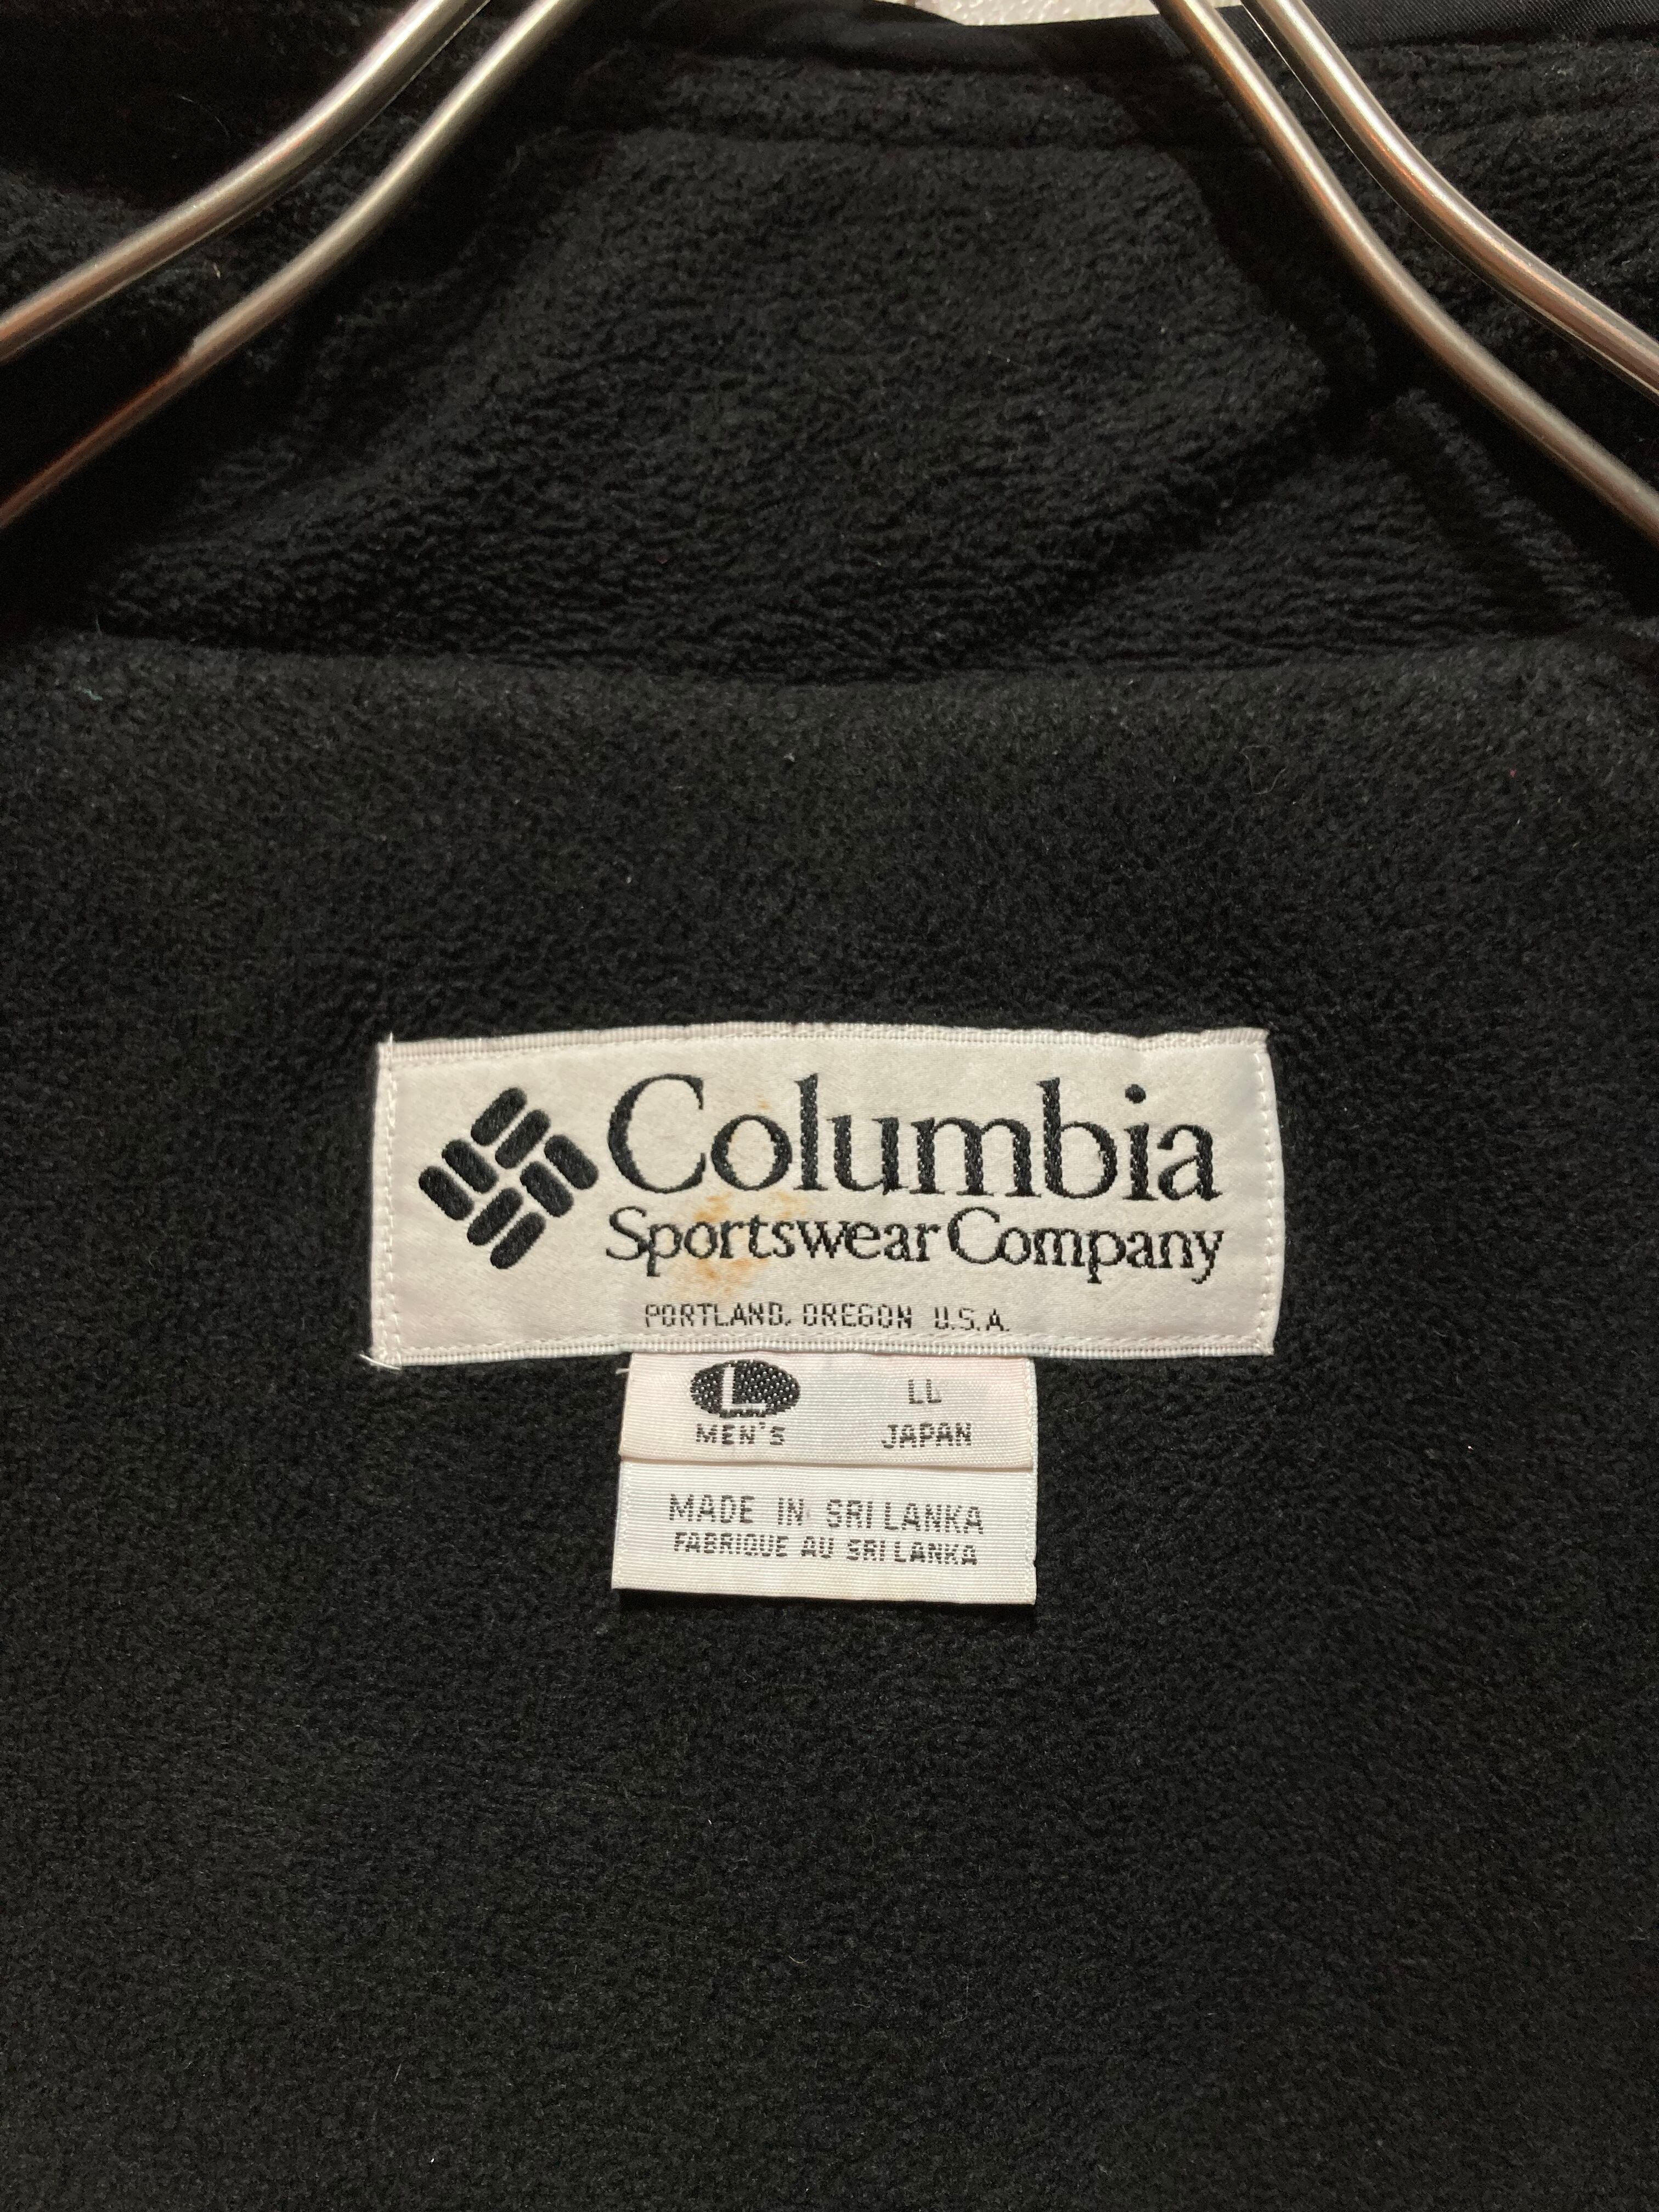 Columbia
Sportswear Company
PORTLAND, OREGON U.S.A.
L LL
MEN'S JAPAN
MADE IN SRI LANKA
FABRIQUE AU SRI LANKA